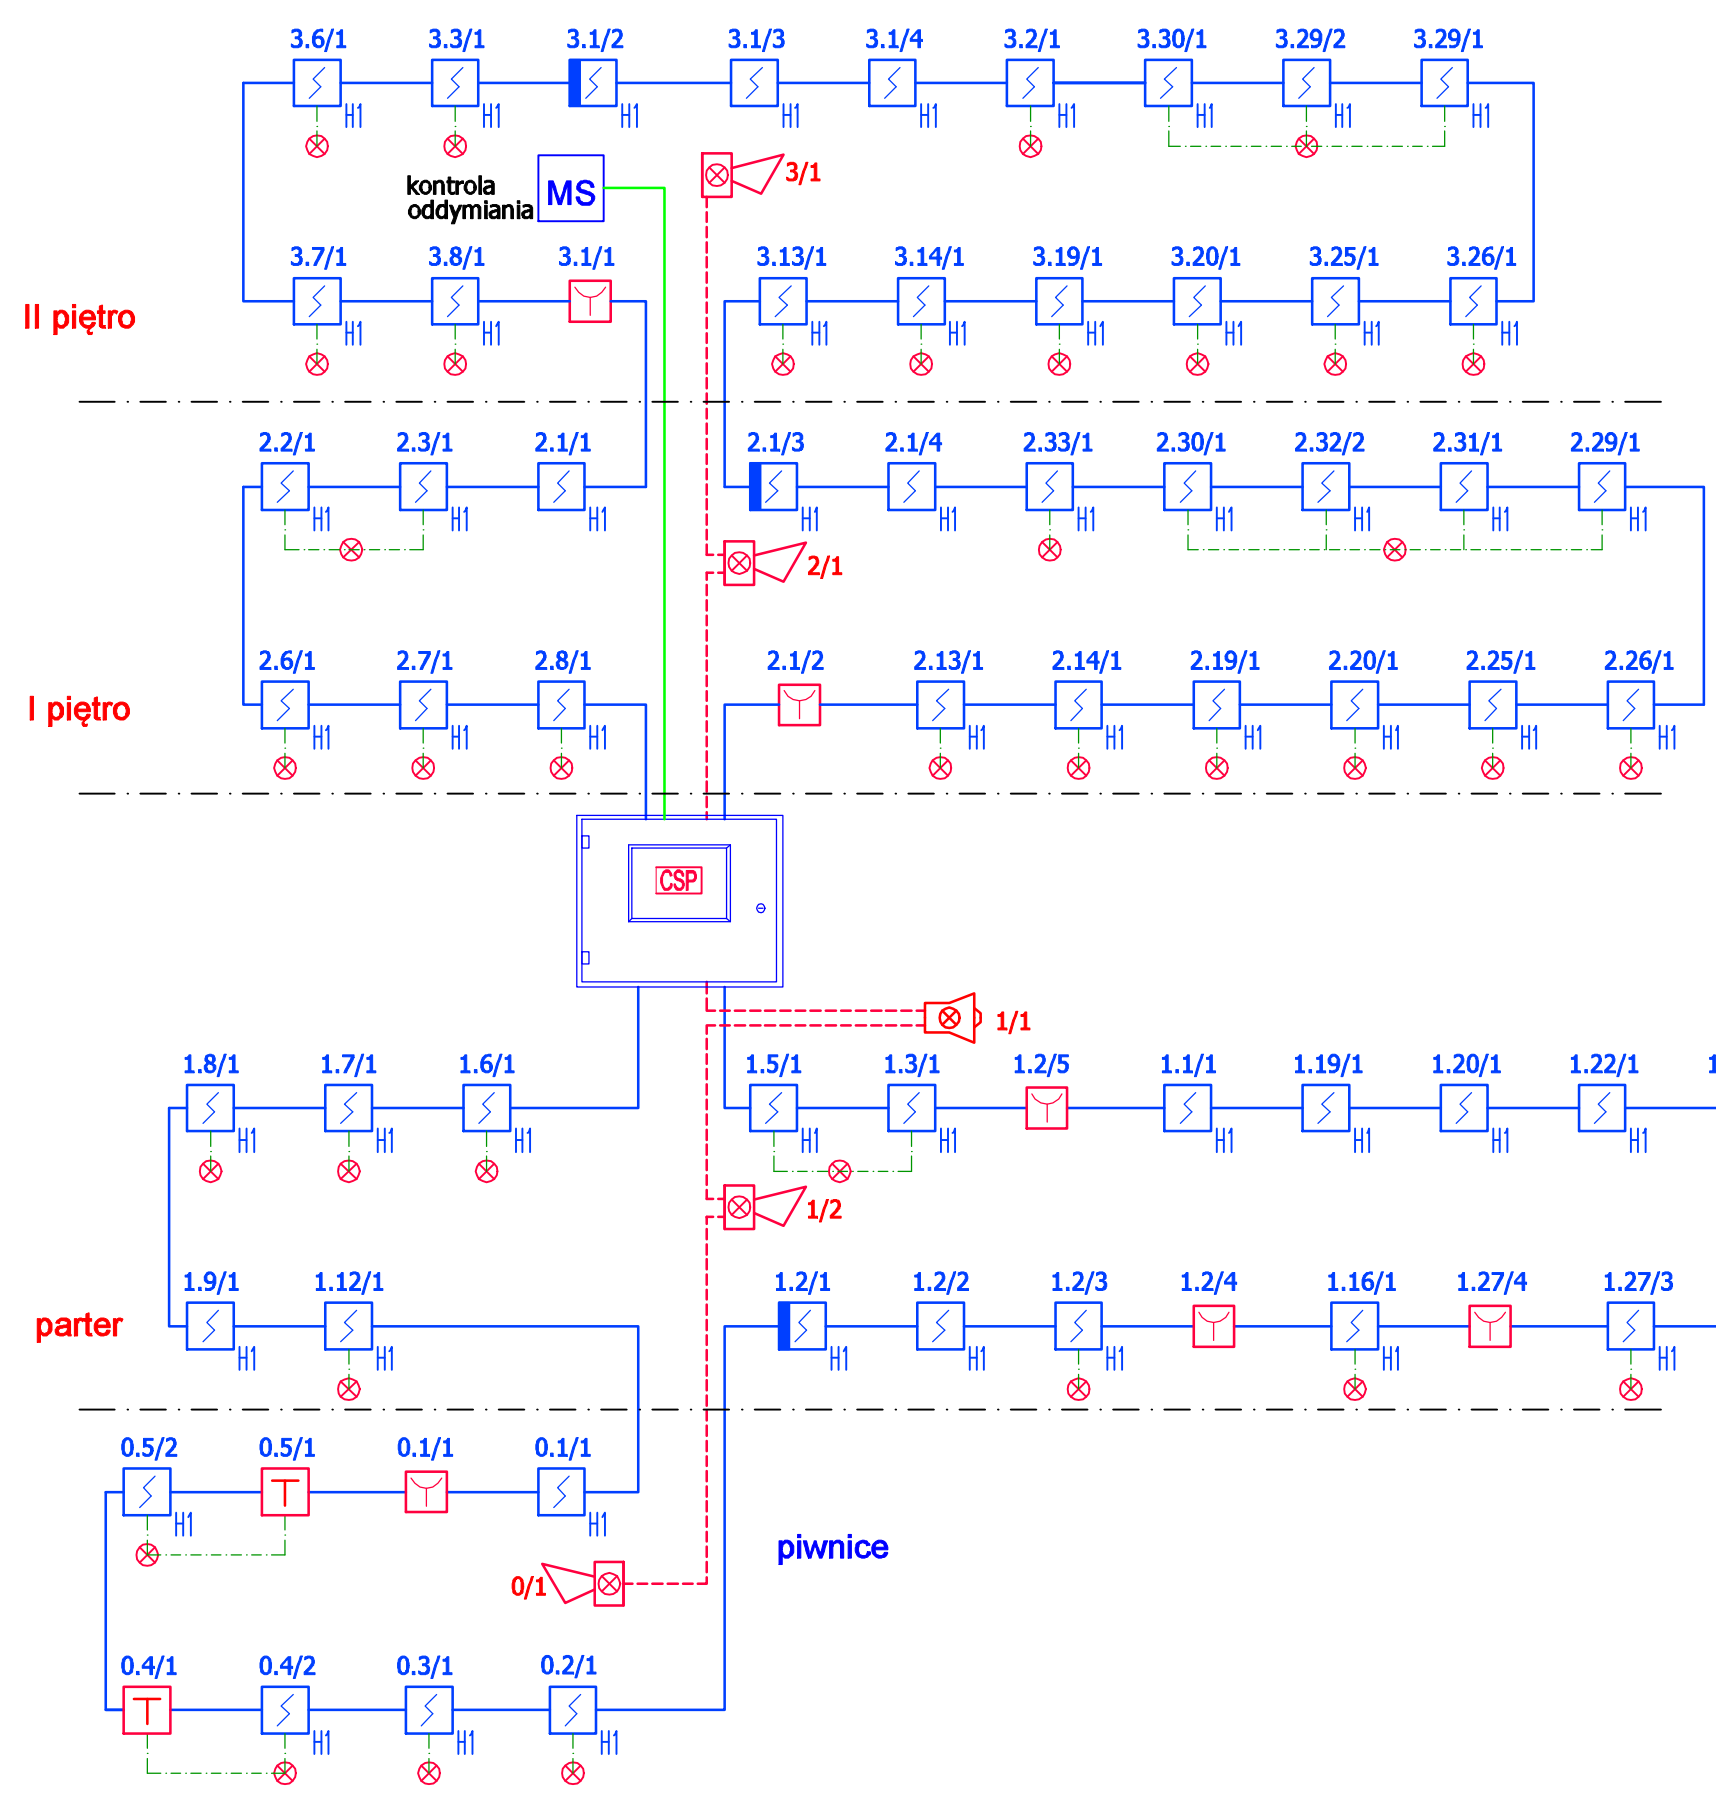 3.6/1 3.3/1 3.1/2 3.1/3 3.1/4 3.2/1 3.30/1 3.29/2 3.29/1
H1 H1 H1 H1 H1 H1 H1 H1 H1
kontrola
oddymiania
MS
3/1
3.7/1 3.8/1 3.1/1 3.13/1 3.14/1 3.19/1 3.20/1 3.25/1 3.26/1
II piętro
H1 H1 H1 H1 H1 H1 H1 H1
2.2/1 2.3/1 2.1/1 2.1/3 2.1/4 2.33/1 2.30/1 2.32/2 2.31/1 2.29/1
H1 H1 H1 H1 H1 H1 H1 H1 H1 H1
2/1
2.6/1 2.7/1 2.8/1 2.1/2 2.13/1 2.14/1 2.19/1 2.20/1 2.25/1 2.26/1
I piętro
H1 H1 H1 H1 H1 H1 H1 H1 H1
CSP
1/1
1.8/1 1.7/1 1.6/1 1.5/1 1.3/1 1.2/5 1.1/1 1.19/1 1.20/1 1.22/1
H1 H1 H1 H1 H1 H1 H1 H1 H1
1/2
1.9/1 1.12/1 1.2/1 1.2/2 1.2/3 1.2/4 1.16/1 1.27/4 1.27/3
parter
H1 H1 H1 H1 H1 H1 H1
0.5/2 0.5/1 0.1/1 0.1/1
T
H1 H1
piwnice
0/1
0.4/1 0.4/2 0.3/1 0.2/1
T
H1 H1 H1